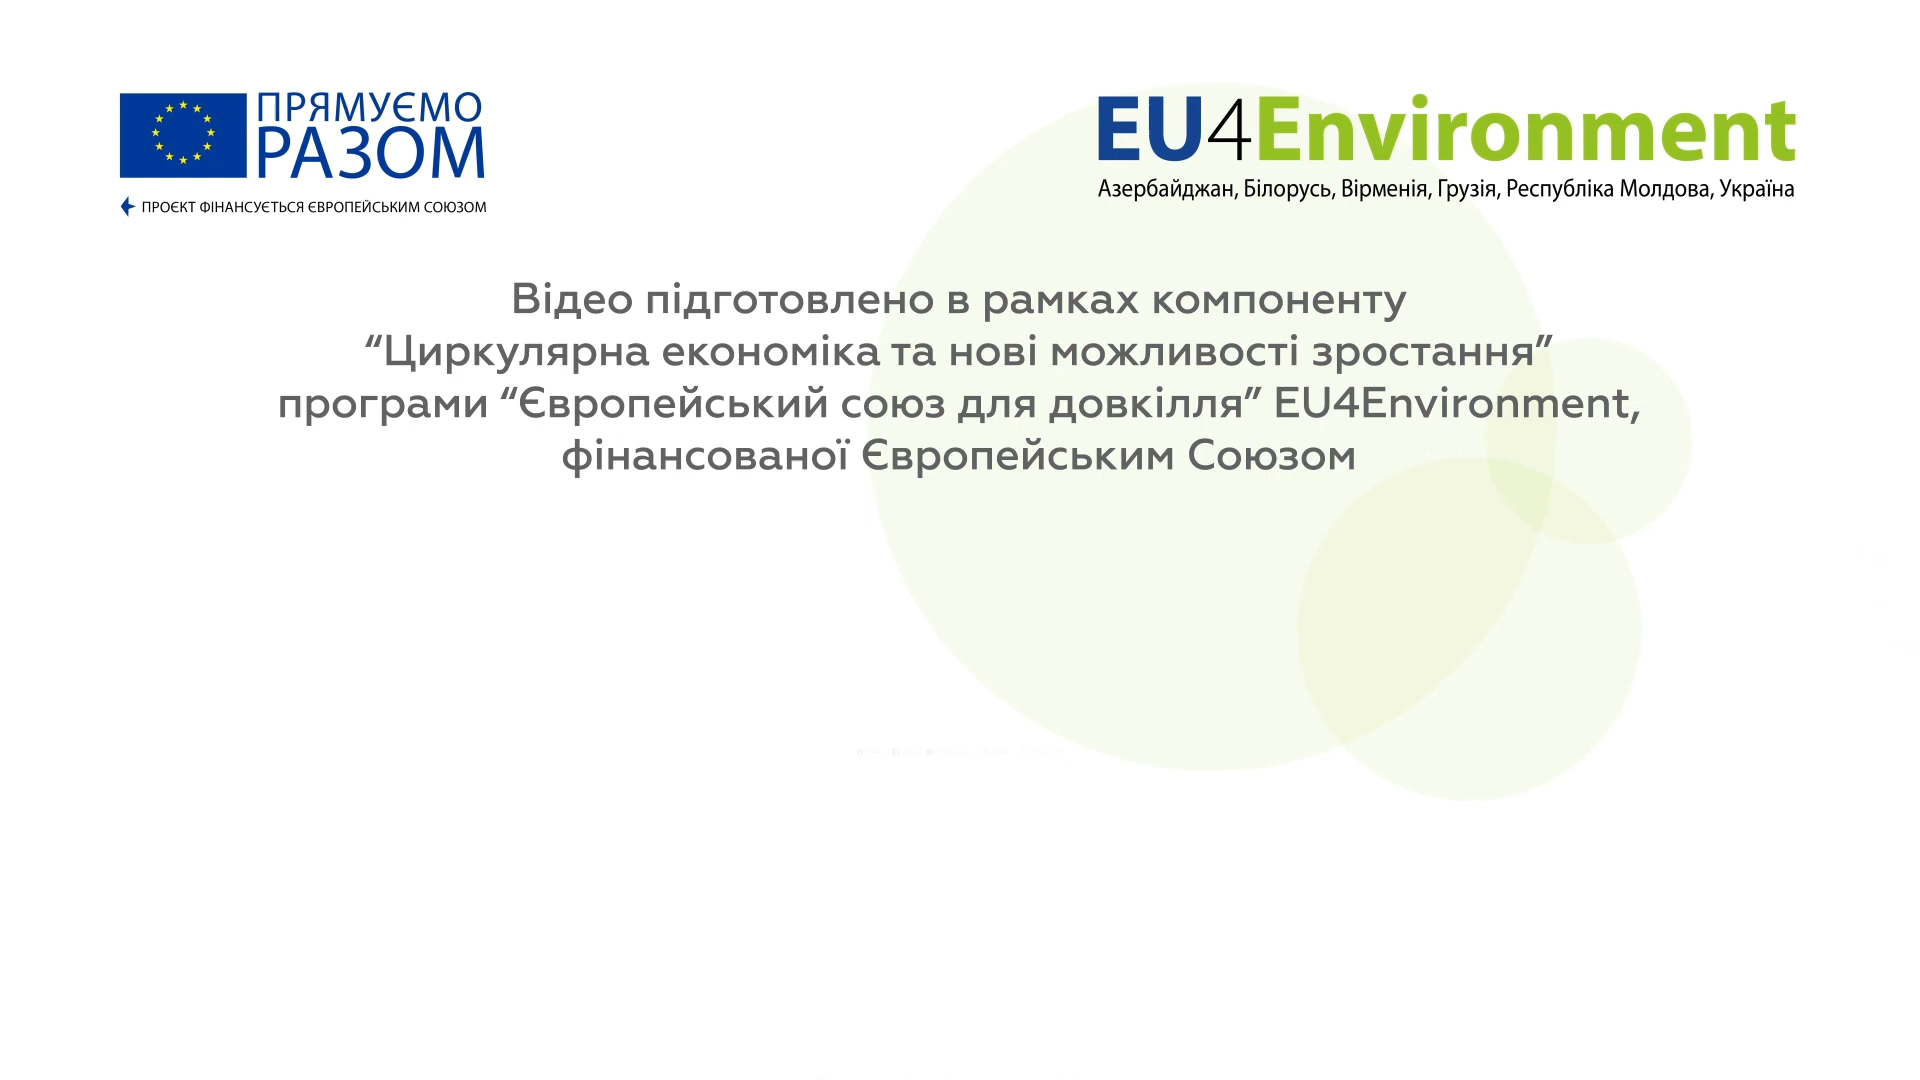 ПРЯМУЄМО
РАЗОМ
ПРОЄКТ ФІНАНСУЄТЬСЯ ЄВРОПЕЙСЬКИМ СОЮЗОМ
EU4Environment
Азербайджан, Білорусь, Вірменія, Грузія, Республіка Молдова, Україна
Відео підготовлено в рамках компоненту
“Циркулярна економіка та нові можливості зростання”
програми “Європейський союз для довкілля” EU4Environment,
фінансованої Європейським Союзом